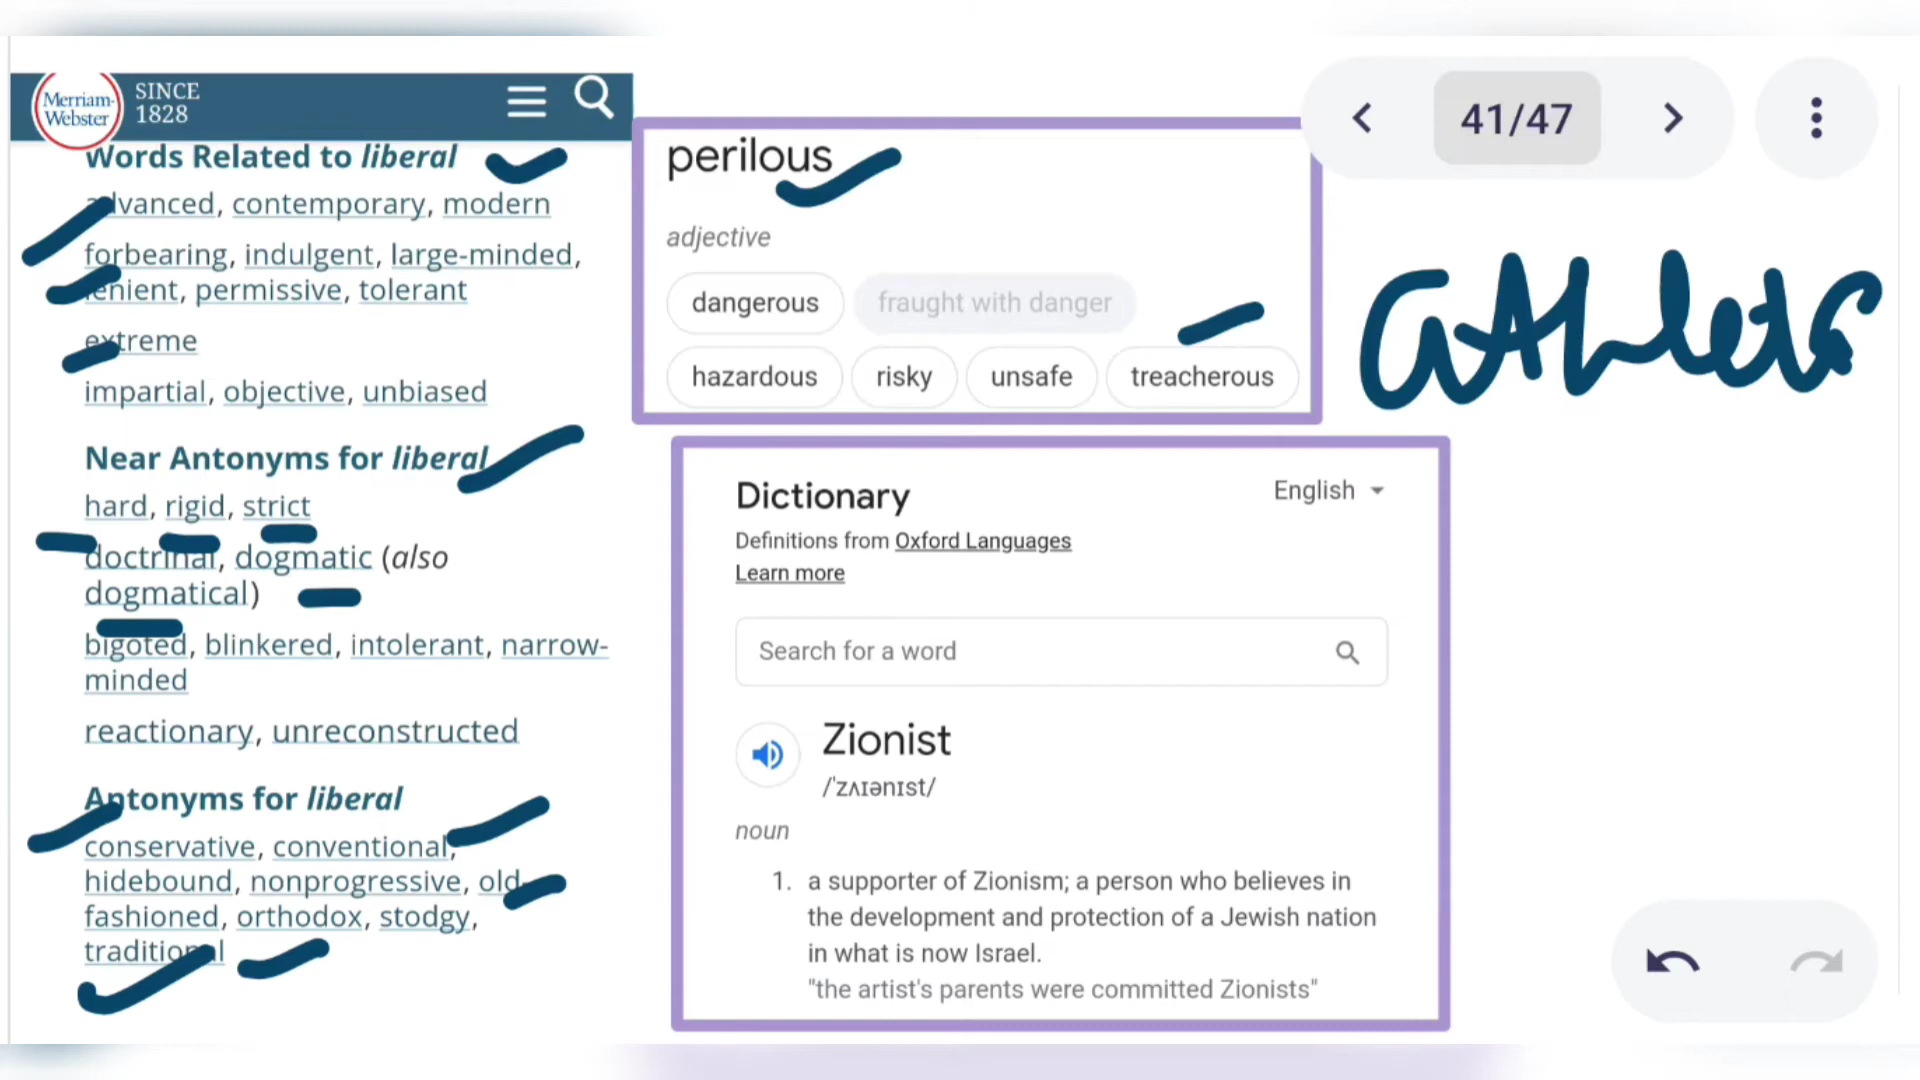 Merriam-
Webster
SINCE
1828
Words Related to liberal
advanced, contemporary, modern
forbearing, indulgent, large-minded,
lenient, permissive, tolerant
extreme
impartial, objective, unbiased
Near Antonyms for liberal
hard, rigid, strict
doctrinal, dogmatic (also
dogmatical)
bigoted, blinkered, intolerant, narrow-
minded
reactionary, unreconstructed
Antonyms for liberal
conservative, conventional,
hidebound, nonprogressive, old-
fashioned, orthodox, stodgy,
traditional
perilous
adjective
dangerous fraught with danger
hazardous risky unsafe treacherous
41/47
Dictionary
English
Definitions from Oxford Languages
Learn more
Search for a word
Zionist
/ˈzʌɪənɪst/
noun
1. a supporter of Zionism; a person who believes in
the development and protection of a Jewish nation
in what is now Israel.
"the artist's parents were committed Zionists"